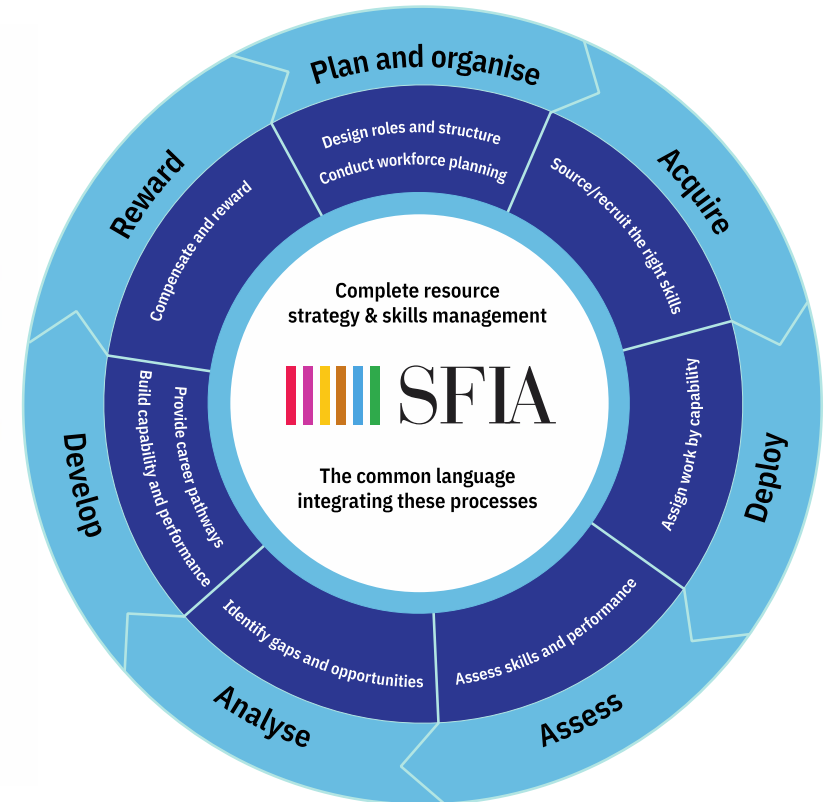 Plan and organise
Design roles and structure
Conduct workforce planning
Acquire
Source/recruit the right skills
Deploy
Assign work by capability
Assess
Assess skills and performance
Analyse
Identify gaps and opportunities
Develop
Provide career pathways
Build capability and performance
Reward
Compensate and reward
Complete resource
strategy & skills management
SFIA
The common language
integrating these processes